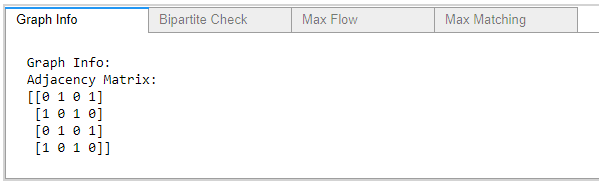 Graph Info Bipartite Check Max Flow Max Matching
Graph Info:
Adjacency Matrix:
[[0 1 0 1]
[1 0 1 0]
[0 1 0 1]
[1 0 1 0]]